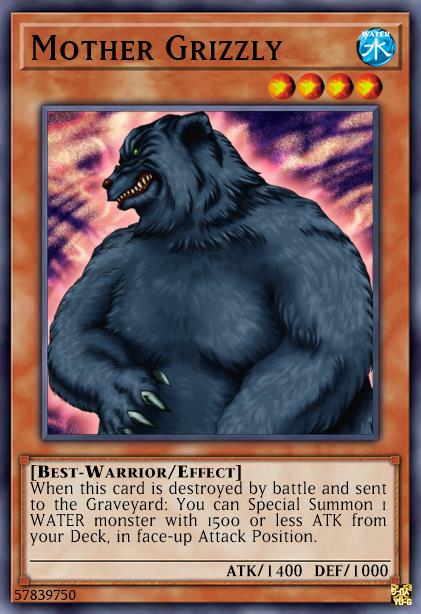 MOTHER GRIZZLY
WATER
水
[BEST-WARRIOR/EFFECT]
When this card is destroyed by battle and sent
to the Graveyard: You can Special Summon 1
WATER monster with 1500 or less ATK from
your Deck, in face-up Attack Position.
ATK/1400 DEF/1000
57839750